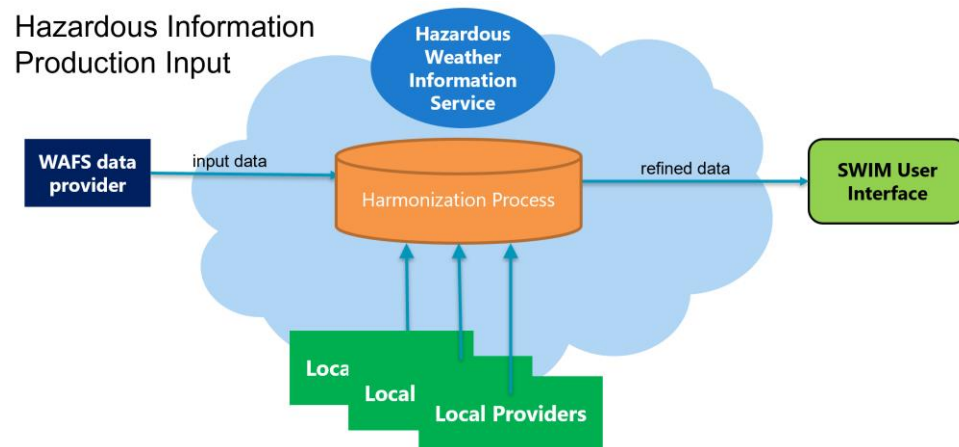 Hazardous Information
Production Input
Hazardous
Weather
Information
Service
WAFS data
provider
input data
Harmonization Process
refined data
SWIM User
Interface
Loca
Local
Local Providers